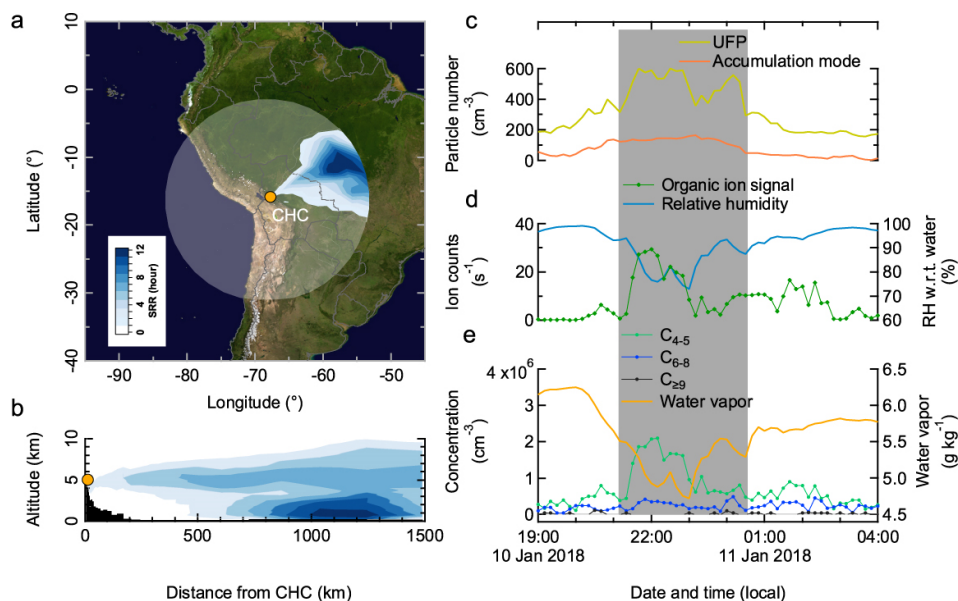 a
10
0
-10
-20
-30
-40
Latitude (°)
CHC
0 4 8 12
SRR (hour)
-90 -80 -70 -60 -50
Longitude (°)
b
10
5
0
Altitude (km)
0 500 1000 1500
Distance from CHC (km)
c
UFP
Accumulation mode
600
400
200
0
Particle number
(cm-3)
d
Organic ion signal
Relative humidity
40
20
0
Ion counts
(s-1)
100
90
80
70
60
RH w.r.t. water
(%)
e
C4-5
C6-8
C≥9
Water vapor
4 x10^6
3
2
1
0
Concentration
(cm-3)
6.5
6.0
5.5
5.0
4.5
Water vapor
(g kg-1)
19:00 22:00 01:00 04:00
10 Jan 2018 11 Jan 2018
Date and time (local)